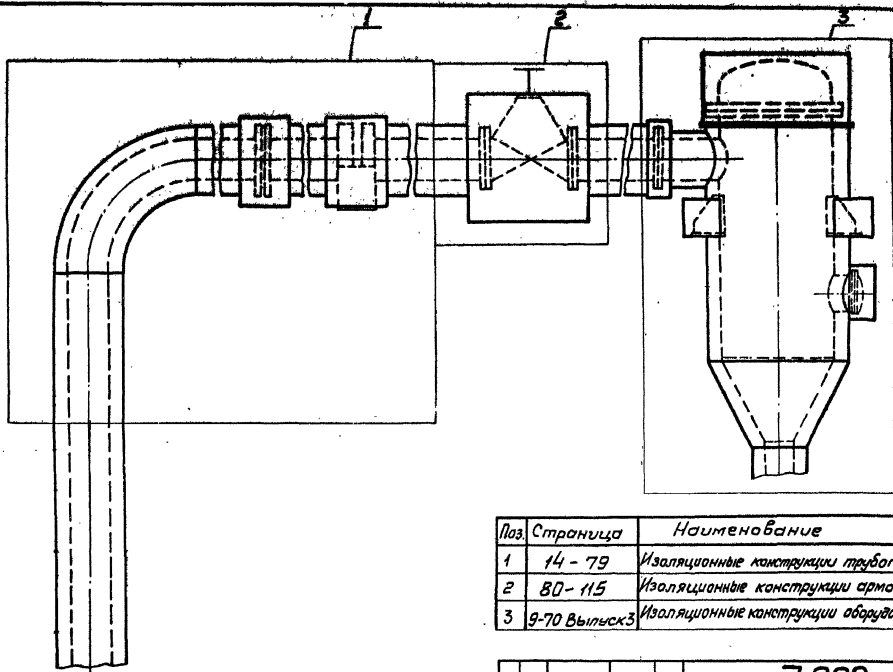 1 2 3
Поз. Страница Наименование
1 14-79 Изоляционные конструкции трубоп
2 80-115 Изоляционные конструкции арма
3 9-70 Выпуск3 Изоляционные конструкции оборуд